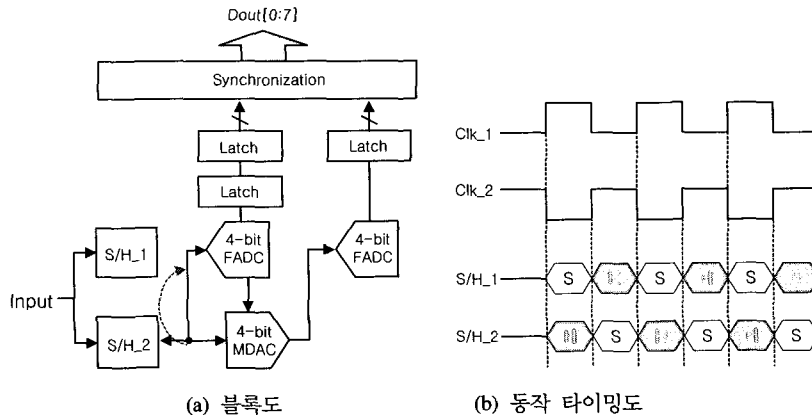 Dout[0:7]
Synchronization
Latch
Latch
Latch
4-bit
FADC
4-bit
FADC
S/H_1
Input
S/H_2
4-bit
MDAC
(a) 블록도
Clk_1
Clk_2
S/H_1
S
S
S
S/H_2
S
S
S
(b) 동작 타이밍도